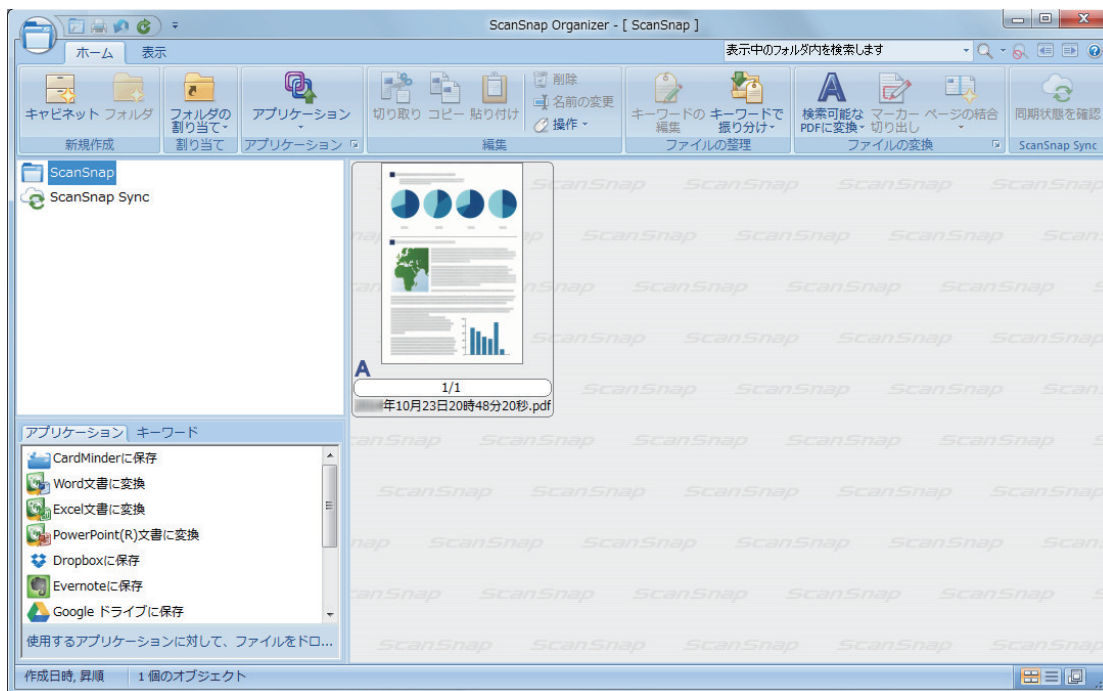 ScanSnap Organizer - [ ScanSnap ]
ホーム 表示
表示中のフォルダ内を検索します
キャビネット フォルダ
新規作成
フォルダの
割り当て
割り当て
アプリケーション
アプリケーション
切り取り コピー 貼り付け
削除
名前の変更
操作
編集
キーワードの
編集
キーワードで
振り分け
ファイルの整理
検索可能な
PDFに変換
マーカー
切り出し
ページの結合
ファイルの変換
同期状態を確認
ScanSnap Sync
ScanSnap
ScanSnap Sync
A
1/1
年10月23日20時48分20秒.pdf
アプリケーション キーワード
CardMinderに保存
Word文書に変換
Excel文書に変換
PowerPoint(R)文書に変換
Dropboxに保存
Evernoteに保存
Google ドライブに保存
使用するアプリケーションに対して、ファイルをドロ...
作成日時, 昇順 1 個のオブジェクト